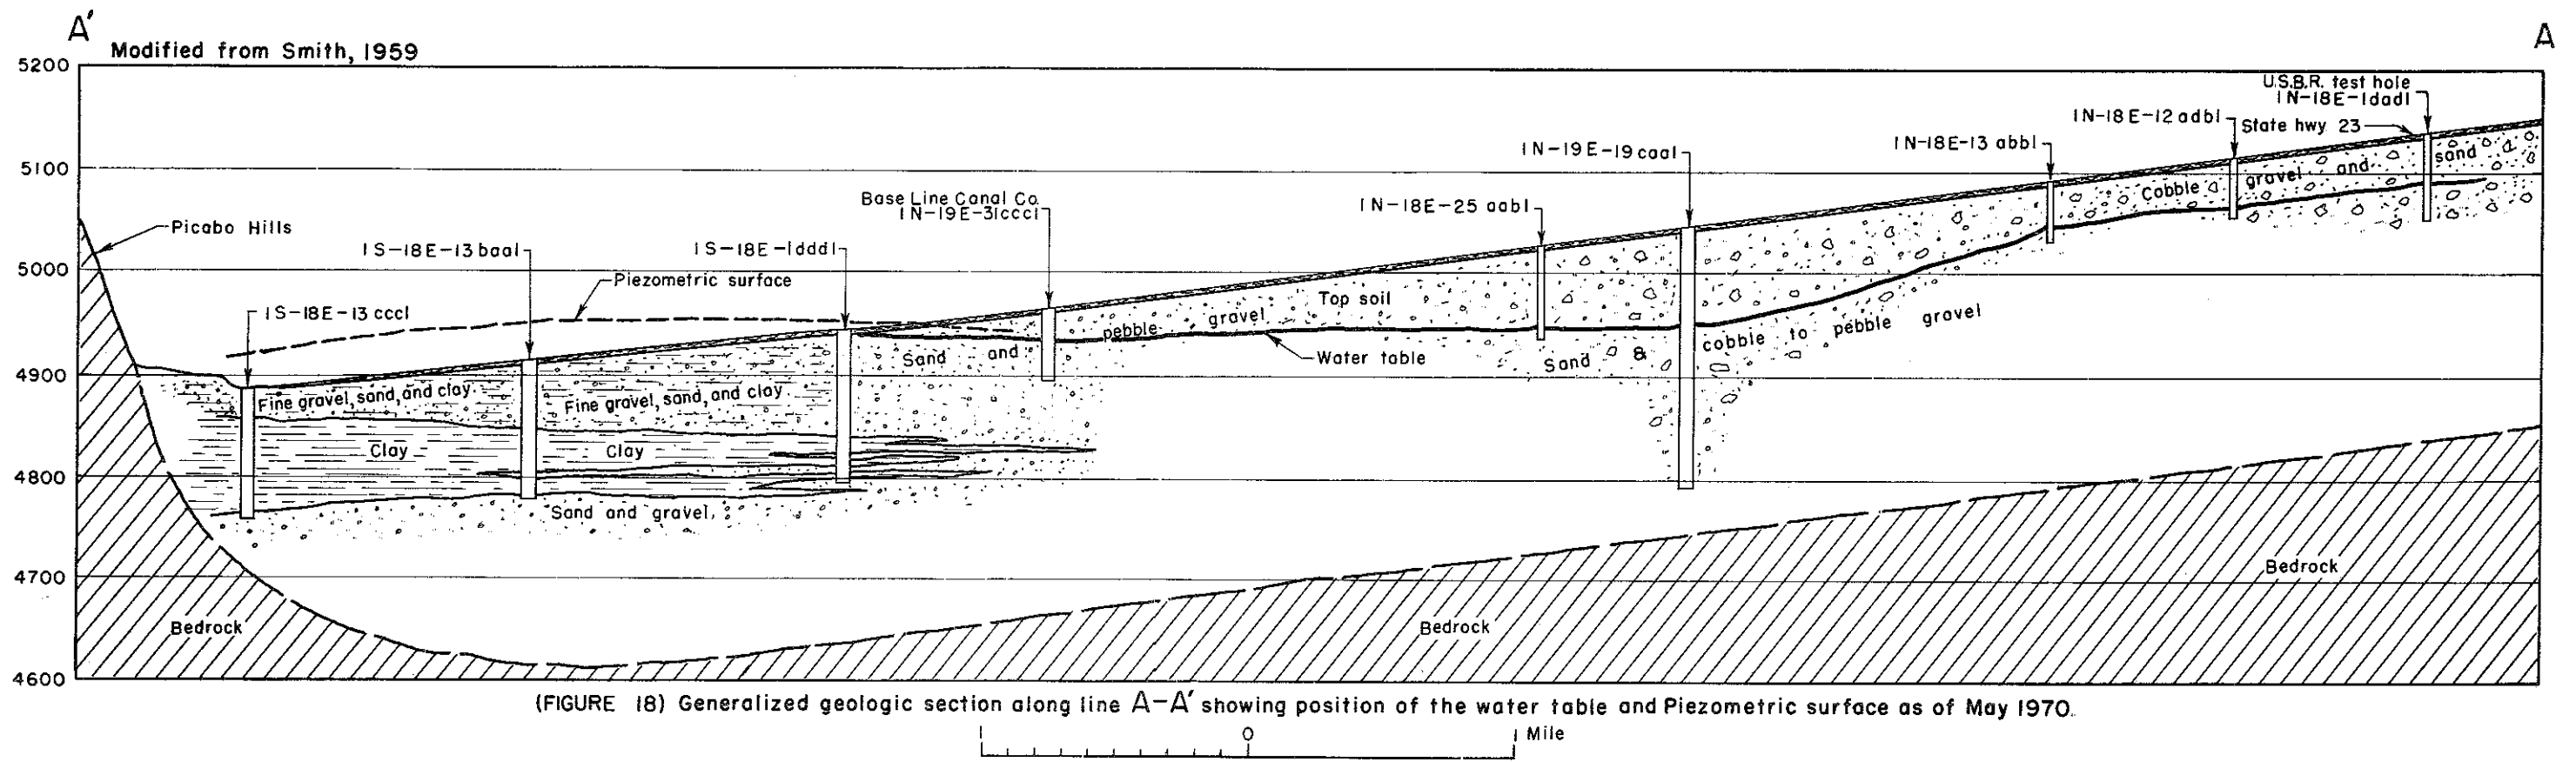 A′
A
Modified from Smith, 1959
5200
5100
5000
4900
4800
4700
4600
U.S.B.R. test hole
1N-18E-1dad1
State hwy 23
1N-18E-12 adb1
1N-18E-13 abb1
1N-19E-19 caa1
1N-18E-25 aab1
Base Line Canal Co.
1N-19E-31ccc1
1S-18E-1ddd1
1S-18E-13 baa1
1S-18E-13 ccc1
Picabo Hills
Piezometric surface
Cobble gravel and sand
Top soil
Sand and pebble gravel
Water table
Sand & cobble to pebble gravel
Fine gravel, sand, and clay
Fine gravel, sand, and clay
Clay
Clay
Sand and gravel
Bedrock
Bedrock
Bedrock
(FIGURE 18) Generalized geologic section along line A-A′ showing position of the water table and Piezometric surface as of May 1970.
1 0 1 Mile